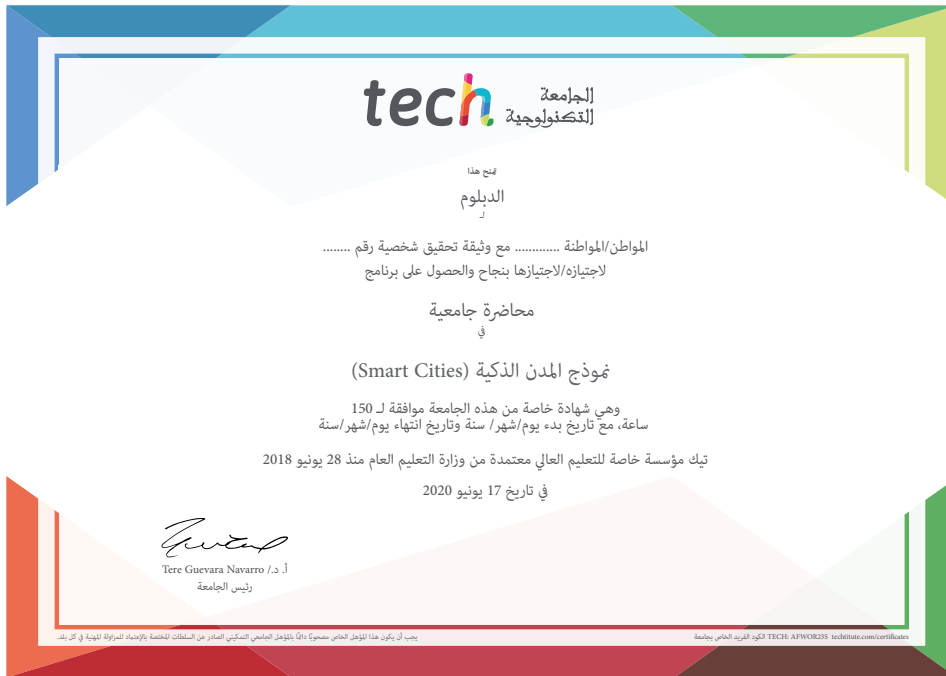 tech الجامعة
التكنولوجية
يمنح هذا
الدبلوم
لـ
المواطن/المواطنة ............. مع وثيقة تحقيق شخصية رقم ........
لاجتيازه/لاجتيازها بنجاح والحصول على برنامج
محاضرة جامعية
في
نموذج المدن الذكية (Smart Cities)
وهي شهادة خاصة من هذه الجامعة موافقة لـ 150
ساعة، مع تاريخ بدء يوم/شهر/ سنة وتاريخ انتهاء يوم/شهر/سنة
تيك مؤسسة خاصة للتعليم العالي معتمدة من وزارة التعليم العام منذ 28 يونيو 2018
في تاريخ 17 يونيو 2020
أ. د./ Tere Guevara Navarro
رئيس الجامعة
يجب أن يكون هذا المؤهل الخاص مصحوبًا دائمًا بالمؤهل الجامعي التمكيني الصادر عن السلطات المختصة بالإعتماد للمزاولة المهنية في كل بلد.
الكود الفريد الخاص بجامعة TECH: AFWOR23S techtitute.com/certificates